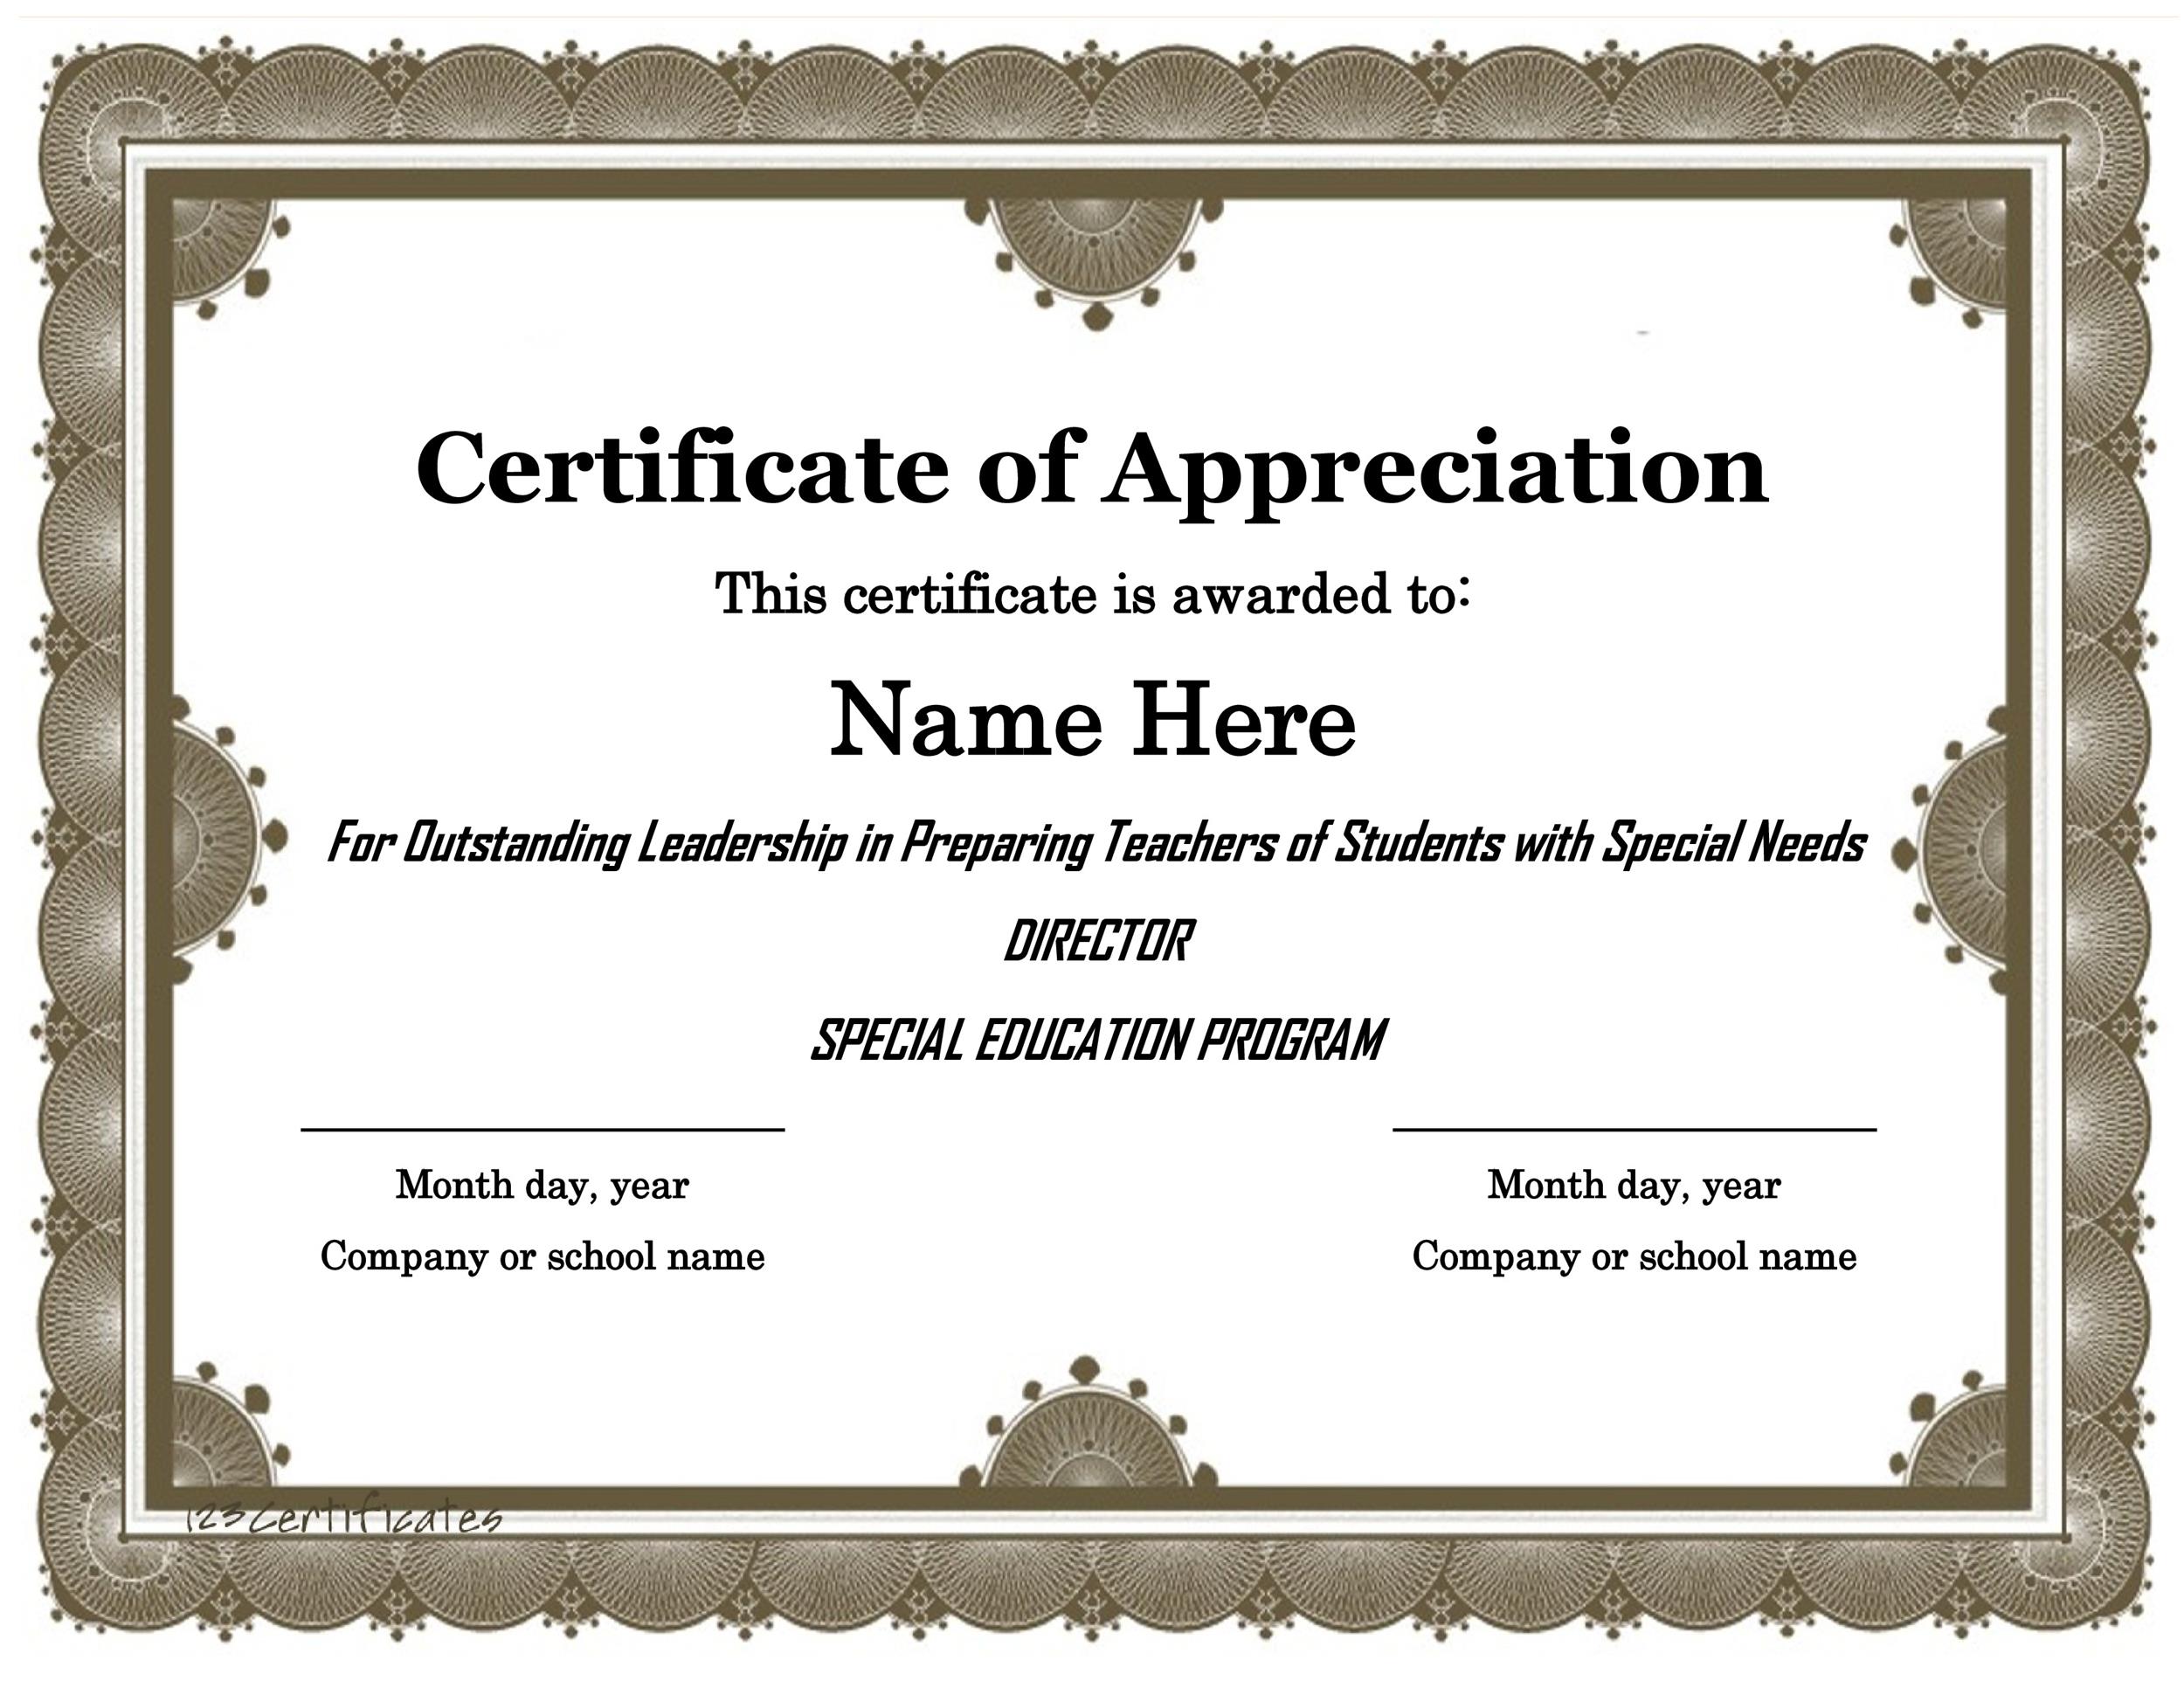 Certificate of Appreciation
This certificate is awarded to:
Name Here
For Outstanding Leadership in Preparing Teachers of Students with Special Needs
DIRECTOR
SPECIAL EDUCATION PROGRAM
Month day, year
Company or school name
Month day, year
Company or school name
123Certificates